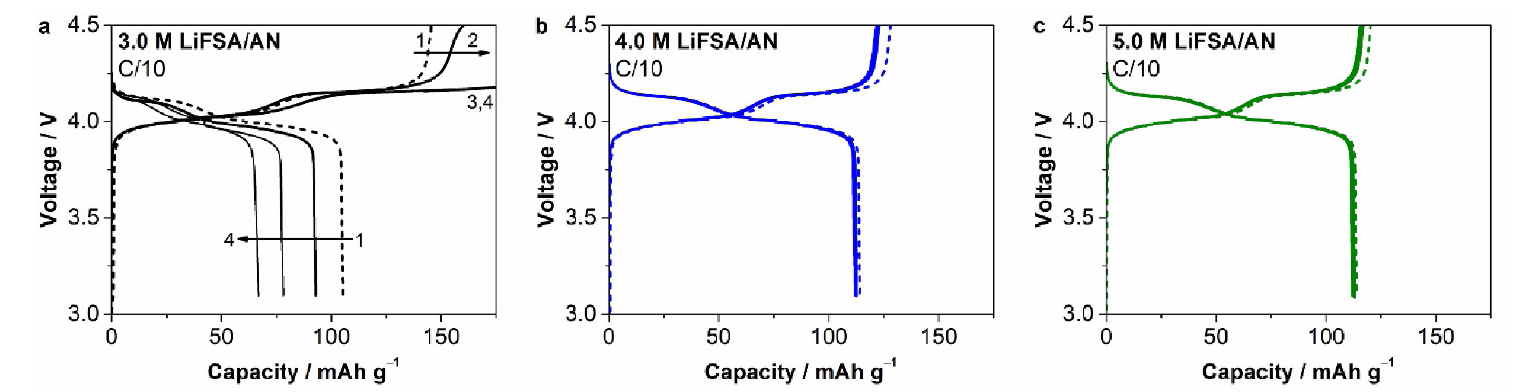 a
3.0 M LiFSA/AN
C/10
1
2
3,4
4
1
4.5
4.0
3.5
3.0
0
50
100
150
Voltage / V
Capacity / mAh g⁻¹
b
4.0 M LiFSA/AN
C/10
4.5
4.0
3.5
3.0
0
50
100
150
Voltage / V
Capacity / mAh g⁻¹
c
5.0 M LiFSA/AN
C/10
4.5
4.0
3.5
3.0
0
50
100
150
Voltage / V
Capacity / mAh g⁻¹